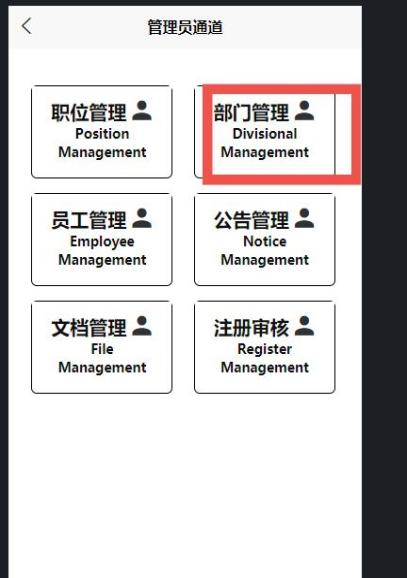 管理员通道
职位管理
Position
Management
部门管理
Divisional
Management
员工管理
Employee
Management
公告管理
Notice
Management
文档管理
File
Management
注册审核
Register
Management